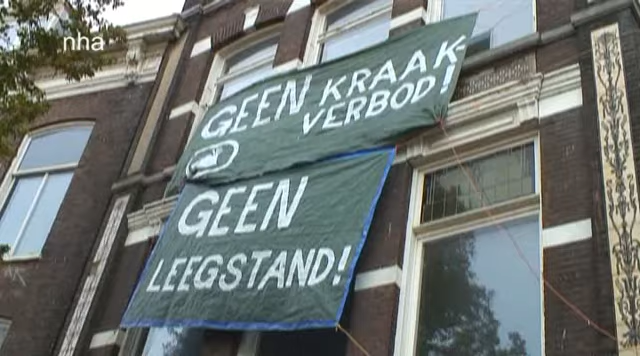 nha
GEEN KRAAK-
VERBOD!
GEEN
LEEGSTAND!